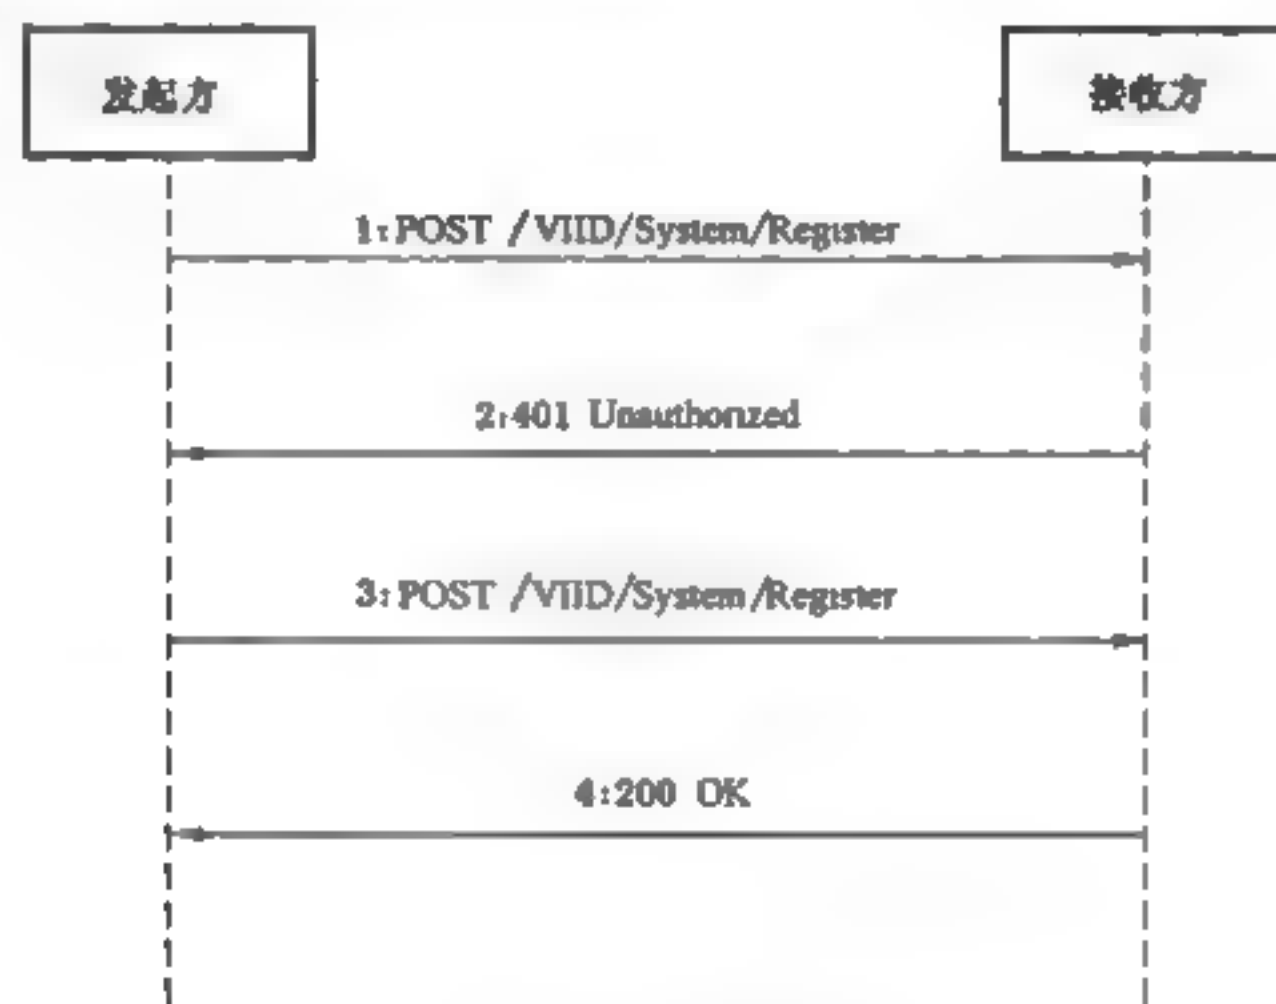 发起方
接收方
1:POST /VIID/System/Register
2:401 Unauthorized
3:POST /VIID/System/Register
4:200 OK